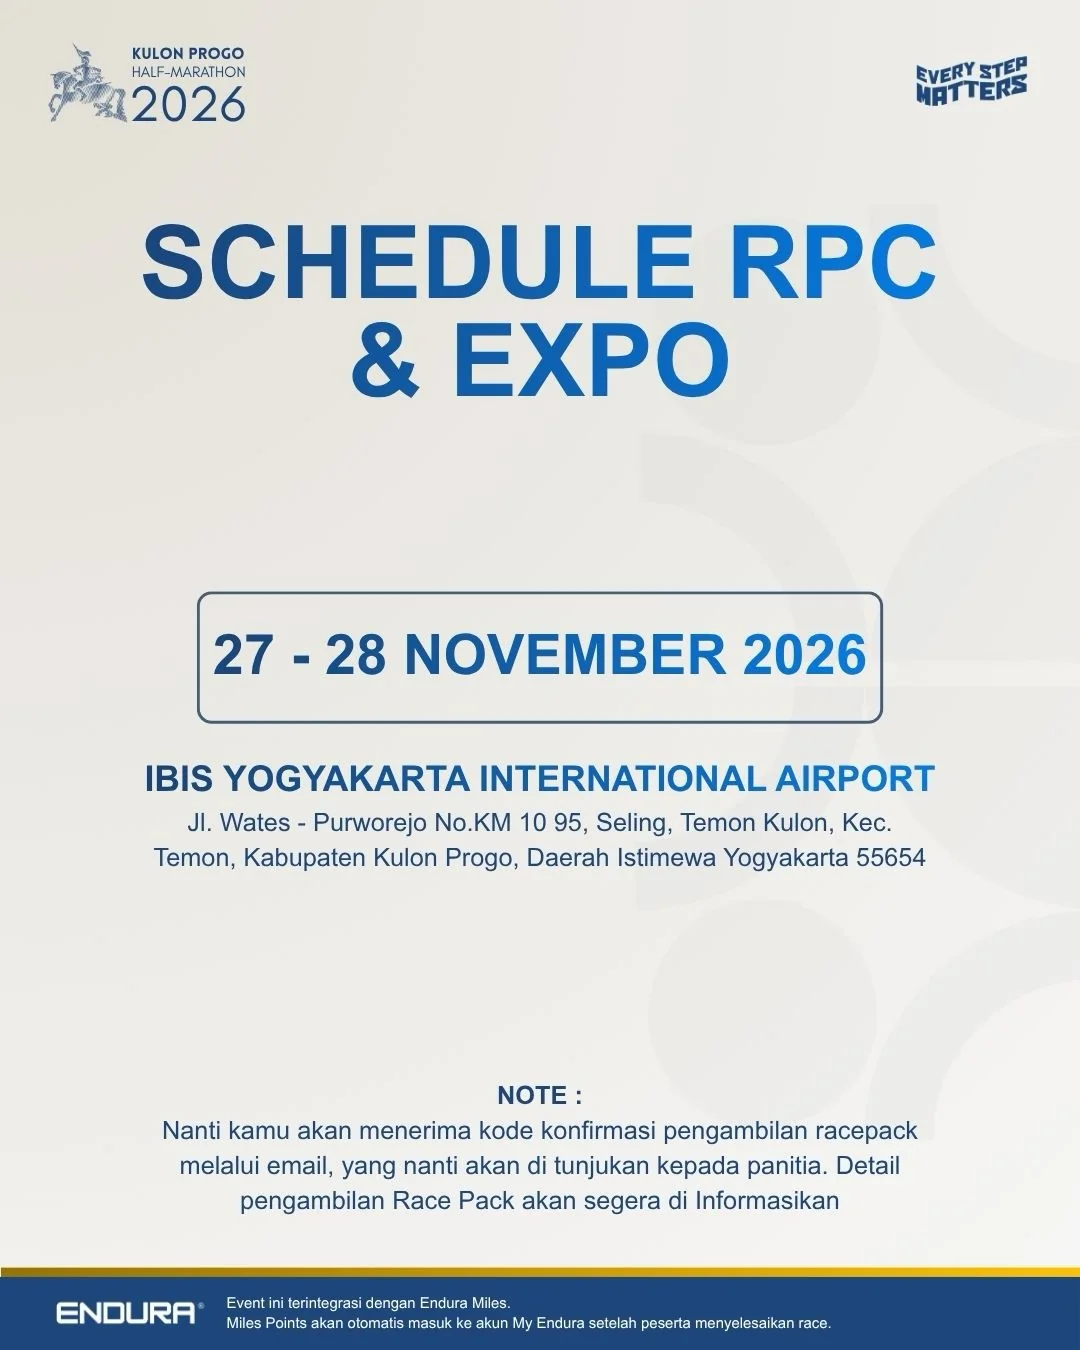 KULON PROGO
HALF-MARATHON
2026
EVERY STEP
MATTERS
SCHEDULE RPC
& EXPO
27 - 28 NOVEMBER 2026
IBIS YOGYAKARTA INTERNATIONAL AIRPORT
Jl. Wates - Purworejo No.KM 10 95, Seling, Temon Kulon, Kec.
Temon, Kabupaten Kulon Progo, Daerah Istimewa Yogyakarta 55654
NOTE :
Nanti kamu akan menerima kode konfirmasi pengambilan racepack
melalui email, yang nanti akan di tunjukan kepada panitia. Detail
pengambilan Race Pack akan segera di Informasikan
ENDURA®
Event ini terintegrasi dengan Endura Miles.
Miles Points akan otomatis masuk ke akun My Endura setelah peserta menyelesaikan race.